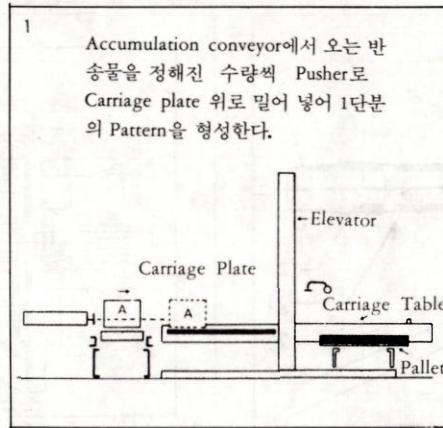 1
Accumulation conveyor에서 오는 반
송물을 정해진 수량씩 Pusher로
Carriage plate 위로 밀어 넣어 1단분
의 Pattern을 형성한다.
Elevator
Carriage Plate
A
A
Carriage Table
Pallet